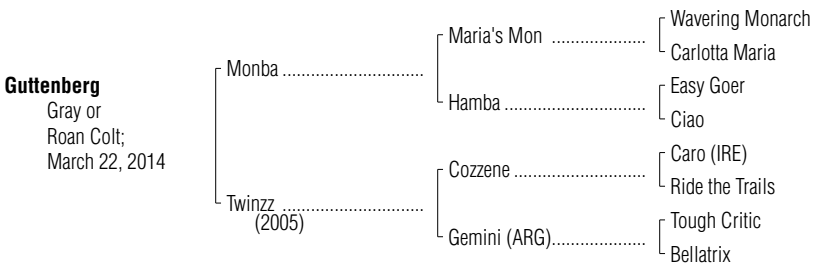 Guttenberg
Gray or
Roan Colt;
March 22, 2014
Monba ............................
Twinzz ............................
(2005)
Maria's Mon ...................
Hamba ............................
Cozzene ..........................
Gemini (ARG)...................
Wavering Monarch
Carlotta Maria
Easy Goer
Ciao
Caro (IRE)
Ride the Trails
Tough Critic
Bellatrix